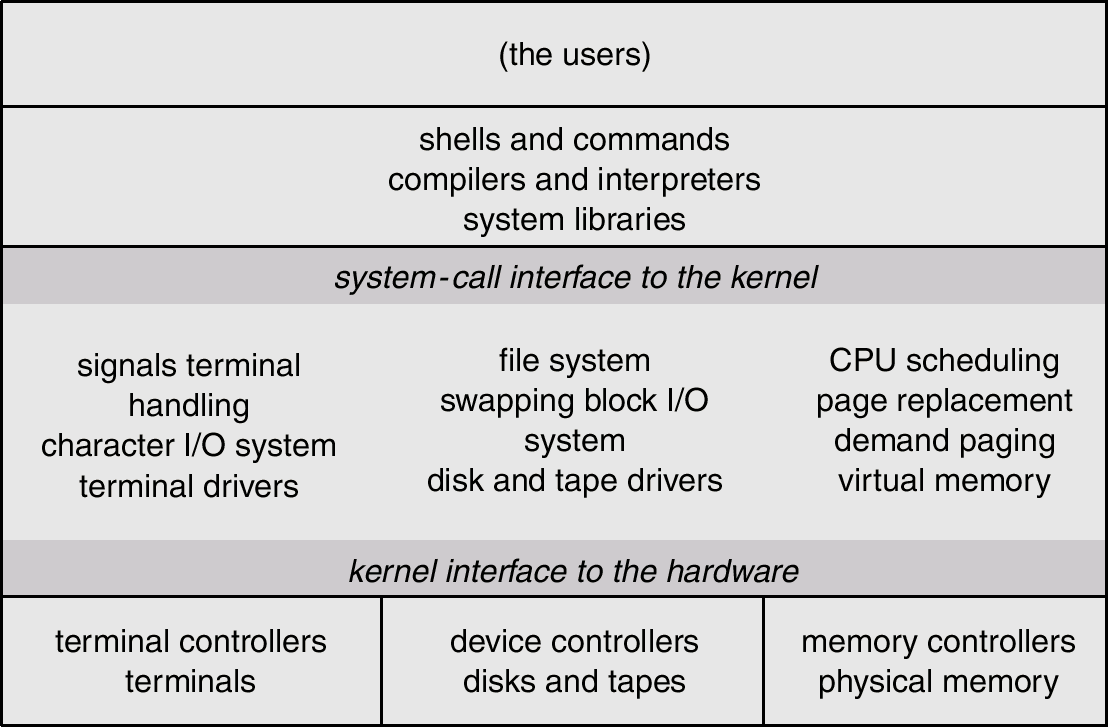 (the users)
shells and commands
compilers and interpreters
system libraries
system-call interface to the kernel
signals terminal
handling
character I/O system
terminal drivers
file system
swapping block I/O
system
disk and tape drivers
CPU scheduling
page replacement
demand paging
virtual memory
kernel interface to the hardware
terminal controllers
terminals
device controllers
disks and tapes
memory controllers
physical memory